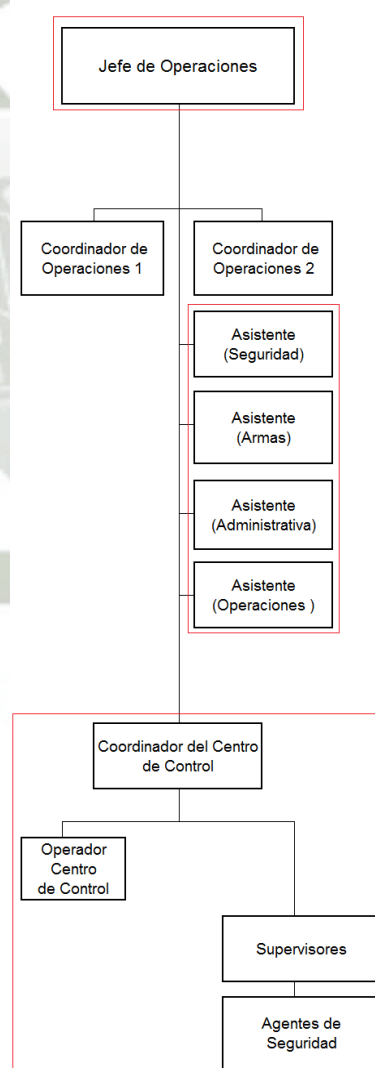 Jefe de Operaciones
Coordinador de
Operaciones 1
Coordinador de
Operaciones 2
Asistente
(Seguridad)
Asistente
(Armas)
Asistente
(Administrativa)
Asistente
(Operaciones )
Coordinador del Centro
de Control
Operador
Centro
de Control
Supervisores
Agentes de
Seguridad